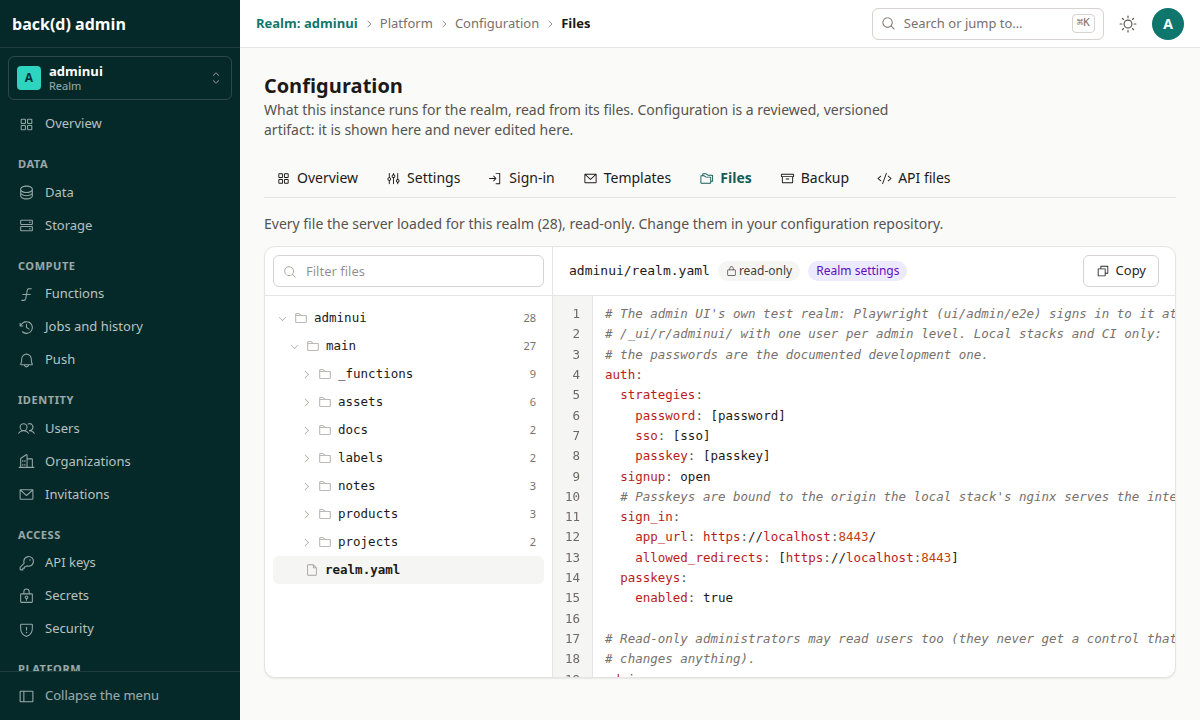 back(d) admin
Realm: adminui > Platform > Configuration > Files
Search or jump to...
⌘K
A
A
adminui
Realm
Overview
DATA
Data
Storage
COMPUTE
Functions
Jobs and history
Push
IDENTITY
Users
Organizations
Invitations
ACCESS
API keys
Secrets
Security
PLATFORM
Collapse the menu
Configuration
What this instance runs for the realm, read from its files. Configuration is a reviewed, versioned
artifact: it is shown here and never edited here.
Overview
Settings
Sign-in
Templates
Files
Backup
API files
Every file the server loaded for this realm (28), read-only. Change them in your configuration repository.
Filter files
adminui 28
main 27
_functions 9
assets 6
docs 2
labels 2
notes 3
products 3
projects 2
realm.yaml
adminui/realm.yaml read-only Realm settings Copy
1 # The admin UI's own test realm: Playwright (ui/admin/e2e) signs in to it at
2 # /_ui/r/adminui/ with one user per admin level. Local stacks and CI only:
3 # the passwords are the documented development one.
4 auth:
5 strategies:
6 password: [password]
7 sso: [sso]
8 passkey: [passkey]
9 signup: open
10 # Passkeys are bound to the origin the local stack's nginx serves the inte
11 sign_in:
12 app_url: https://localhost:8443/
13 allowed_redirects: [https://localhost:8443]
14 passkeys:
15 enabled: true
16
17 # Read-only administrators may read users too (they never get a control that
18 # changes anything).